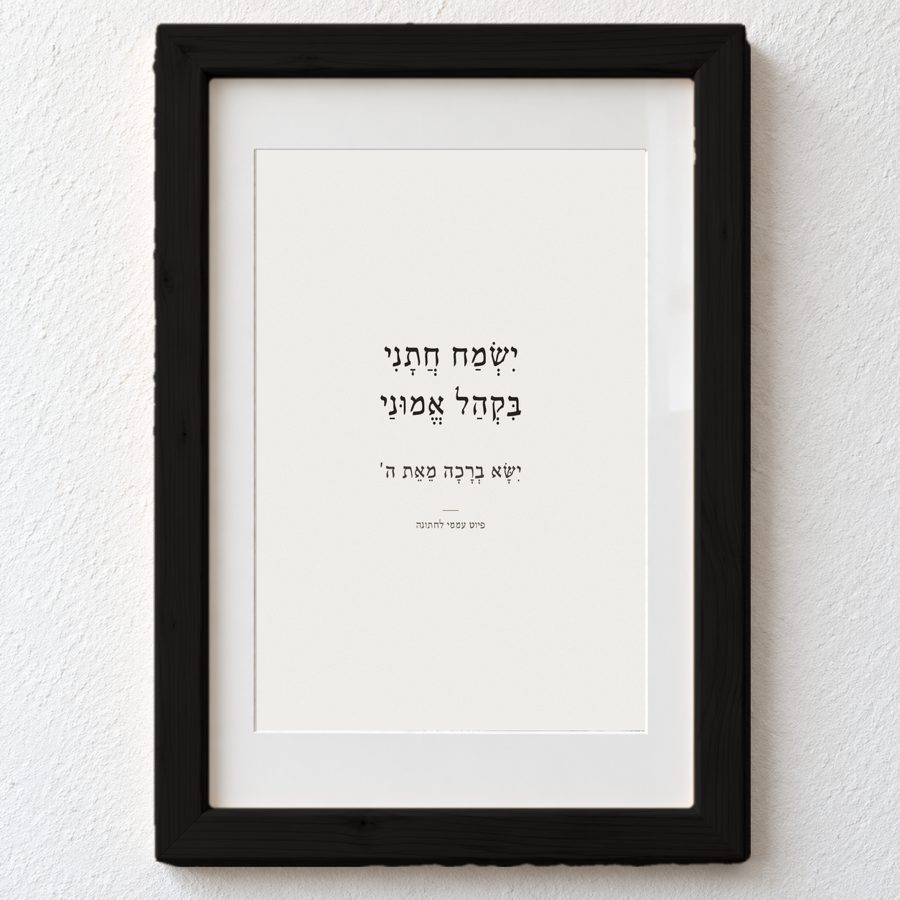 יִשְׂמַח חֲתָנִי
בִּקְהַל אֱמוּנַי
יִשָּׂא בְרָכָה מֵאֵת ה'
פיוט עממי לחתונה